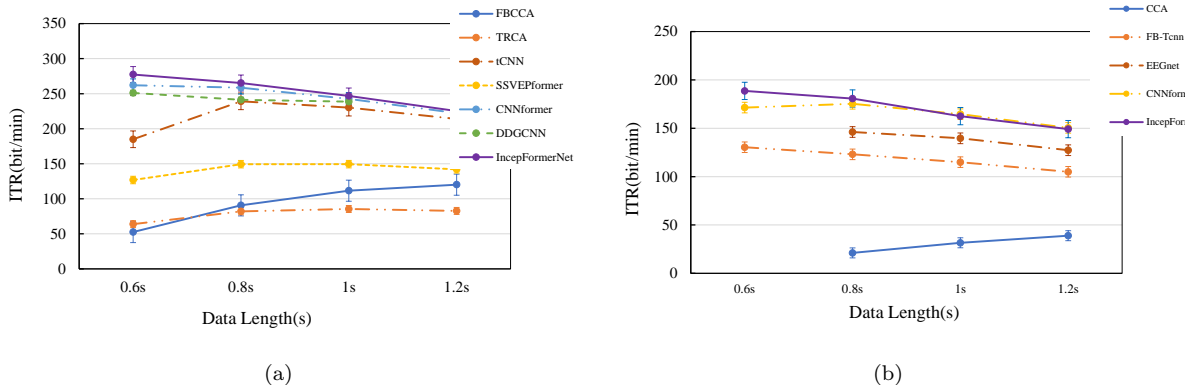 350
300
250
200
150
100
50
0
ITR(bit/min)
0.6s 0.8s 1s 1.2s
Data Length(s)
FBCCA
TRCA
tCNN
SSVEPformer
CNNformer
DDGCNN
IncepFormerNet
(a)
250
200
150
100
50
0
ITR(bit/min)
0.6s 0.8s 1s 1.2s
Data Length(s)
CCA
FB-Tcnn
EEGnet
CNNform
IncepForm
(b)